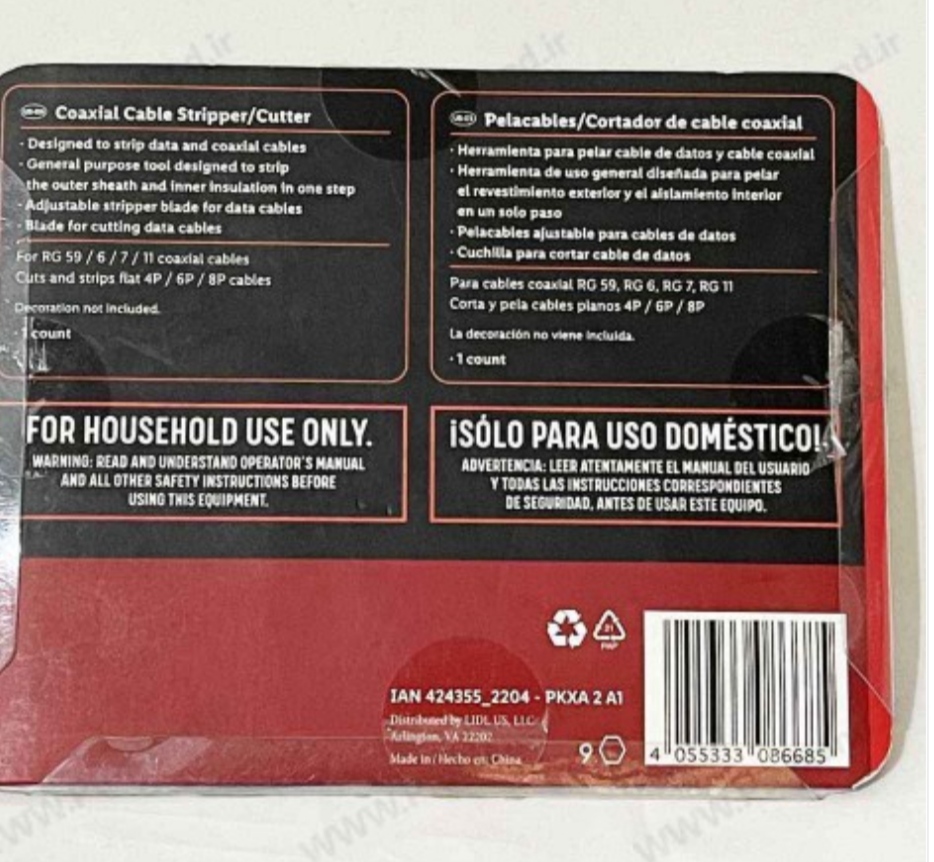 US-EN Coaxial Cable Stripper/Cutter
· Designed to strip data and coaxial cables
· General purpose tool designed to strip
the outer sheath and inner insulation in one step
· Adjustable stripper blade for data cables
· Blade for cutting data cables
For RG 59 / 6 / 7 / 11 coaxial cables
Cuts and strips flat 4P / 6P / 8P cables
Decoration not included.
· 1 count
US-ES Pelacables/Cortador de cable coaxial
· Herramienta para pelar cable de datos y cable coaxial
· Herramienta de uso general diseñada para pelar
el revestimiento exterior y el aislamiento interior
en un solo paso
· Pelacables ajustable para cables de datos
· Cuchilla para cortar cable de datos
Para cables coaxial RG 59, RG 6, RG 7, RG 11
Corta y pela cables planos 4P / 6P / 8P
La decoración no viene incluida.
· 1 count
FOR HOUSEHOLD USE ONLY.
WARNING: READ AND UNDERSTAND OPERATOR'S MANUAL
AND ALL OTHER SAFETY INSTRUCTIONS BEFORE
USING THIS EQUIPMENT.
¡SÓLO PARA USO DOMÉSTICO!
ADVERTENCIA: LEER ATENTAMENTE EL MANUAL DEL USUARIO
Y TODAS LAS INSTRUCCIONES CORRESPONDIENTES
DE SEGURIDAD, ANTES DE USAR ESTE EQUIPO.
21
PAP
IAN 424355_2204 - PKXA 2 A1
Distributed by LIDL US, LLC
Arlington, VA 22202
Made in / Hecho en: China
9
4 055333 086685